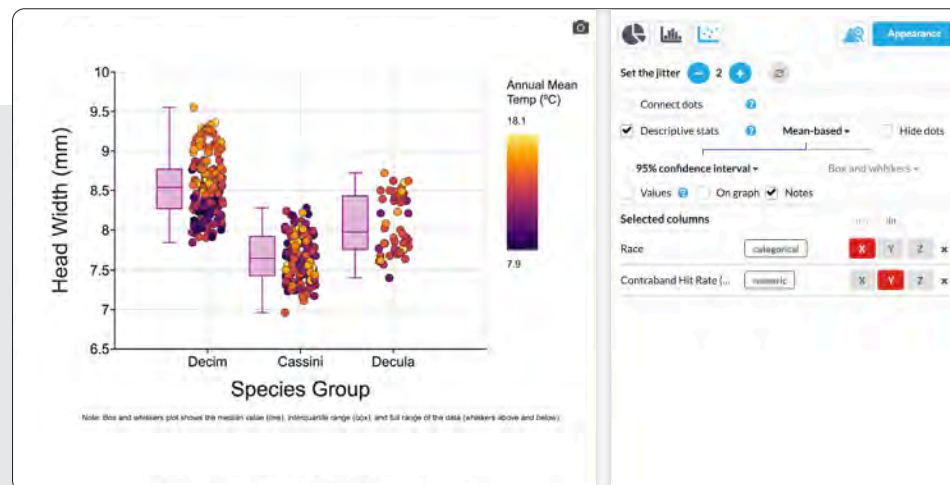 Annual Mean
Temp (°C)
18.1
7.9
10
9.5
9
8.5
8
7.5
7
6.5
Head Width (mm)
Decim Cassini Decula
Species Group
Note: Box and whiskers plot shows the median value (line), interquartile range (box), and full range of the data (whiskers above and below).
Appearance
Set the jitter 2
Connect dots ?
Descriptive stats ? Mean-based Hide dots
95% confidence interval Box and whiskers
Values ? On graph Notes
Selected columns
Race categorical X Y Z x
Contraband Hit Rate (... numeric X Y Z x